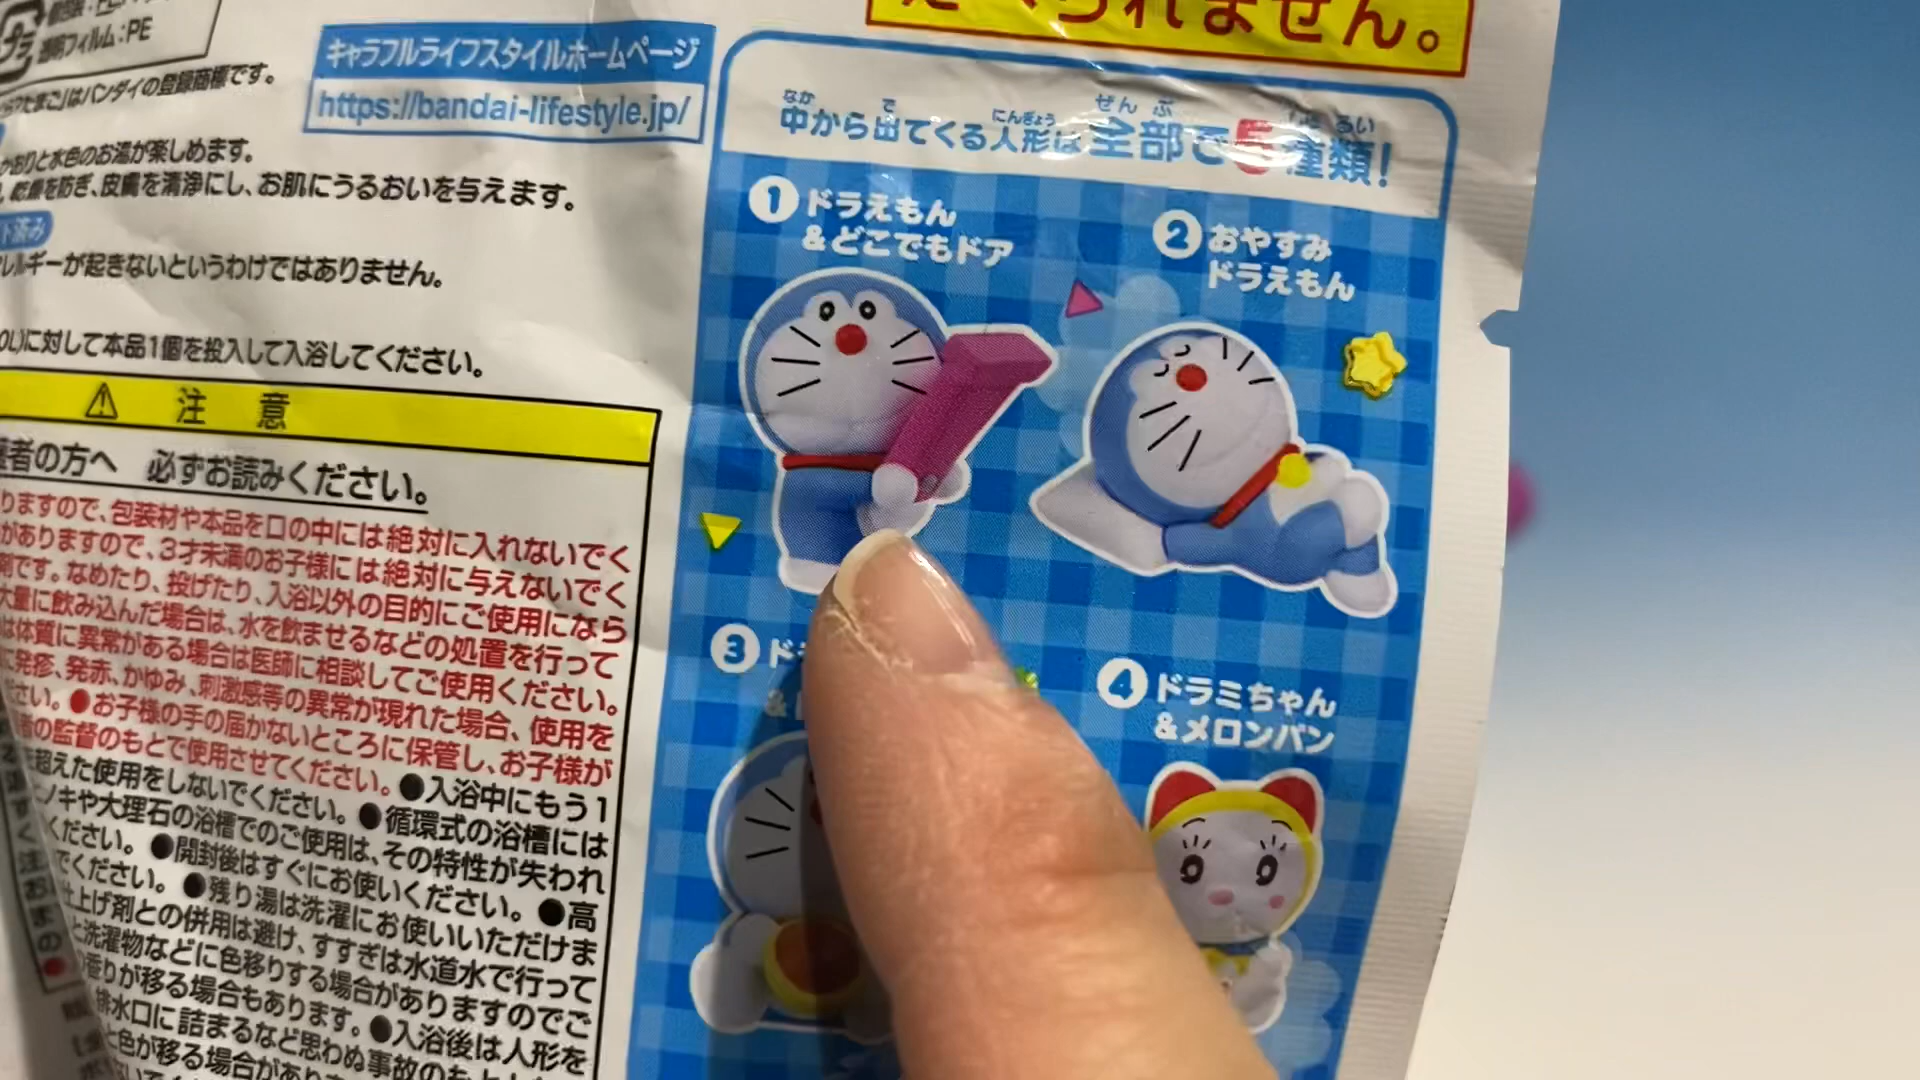 透明フィルム:PE
はバンダイの登録商標です。
キャラフルライフスタイルホームページ
https://bandai-lifestyle.jp/
かおりと水色のお湯が楽しめます。
乾燥を防ぎ、皮膚を清浄にし、お肌にうるおいを与えます。
済み
レルギーが起きないというわけではありません。
に対して本品1個を投入して入浴してください。
注意
者の方へ 必ずお読みください。
りますので、包装材や本品を口の中には絶対に入れないでく
がありますので、3才未満のお子様には絶対に与えないでく
剤です。なめたり、投げたり、入浴以外の目的にご使用になら
大量に飲み込んだ場合は、水を飲ませるなどの処置を行って
は体質に異常がある場合は医師に相談してご使用ください。
に発疹、発赤、かゆみ、刺激感等の異常が現れた場合、使用を
さい。●お子様の手の届かないところに保管し、お子様が
者の監督のもとで使用させてください。●入浴中にもう1
を超えた使用をしないでください。●循環式の浴槽には
ノキや大理石の浴槽でのご使用は、その特性が失われ
ください。●開封後はすぐにお使いください。●高
でください。●残り湯は洗濯にお使いいただけま
仕上げ剤との併用は避け、すすぎは水道水で行って
と洗濯物などに色移りする場合がありますのでご
香りが移る場合もあります。●入浴後は人形を
排水口に詰まるなど思わぬ事故の
と色が移る場合があり
られません。
なか で にんぎょう ぜん ぶ しゅ るい
中から出てくる人形は全部で5種類!
1 ドラえもん
&どこでもドア
2 おやすみ
ドラえもん
3 ド
&
4 ドラミちゃん
&メロンパン